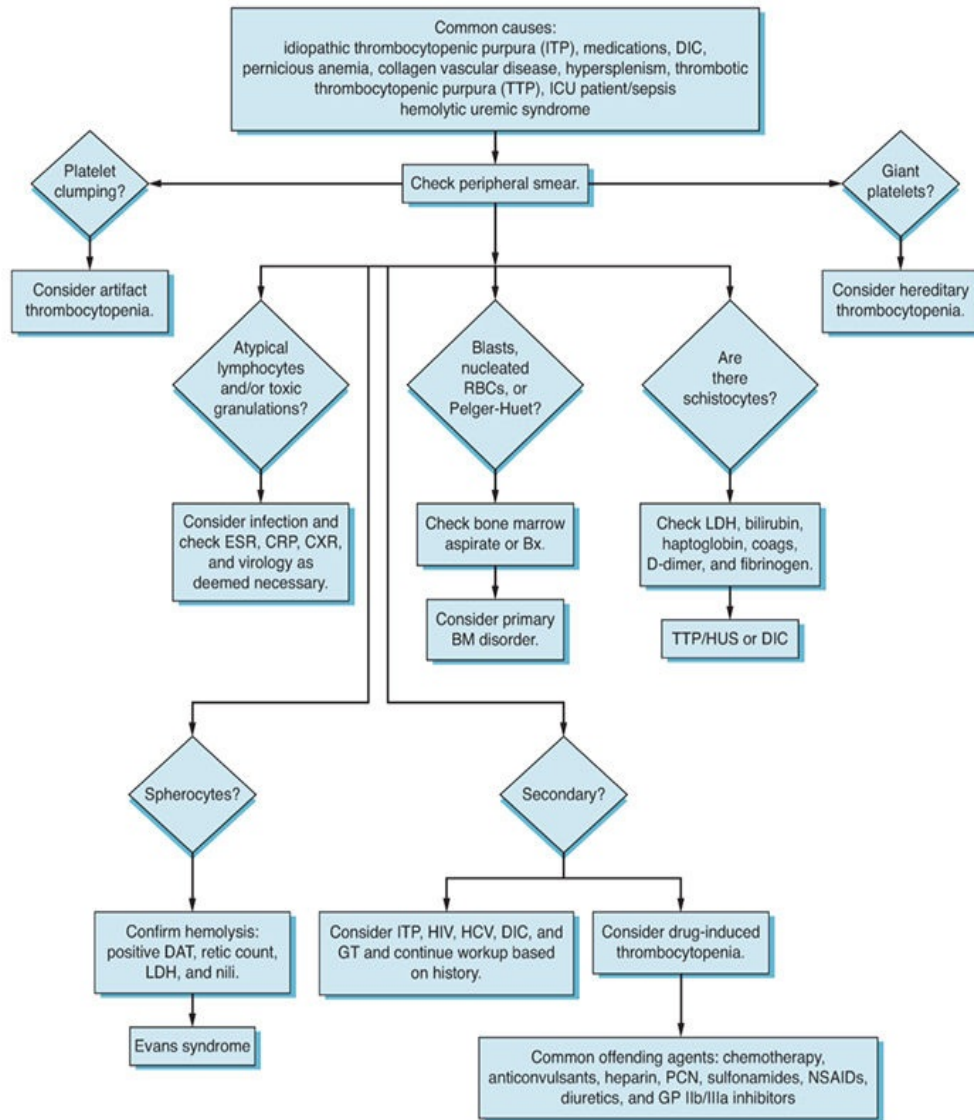 Common causes:
idiopathic thrombocytopenic purpura (ITP), medications, DIC,
pernicious anemia, collagen vascular disease, hypersplenism, thrombotic
thrombocytopenic purpura (TTP), ICU patient/sepsis
hemolytic uremic syndrome
Platelet
clumping?
Check peripheral smear.
Giant
platelets?
Consider artifact
thrombocytopenia.
Consider hereditary
thrombocytopenia.
Atypical
lymphocytes
and/or toxic
granulations?
Blasts,
nucleated
RBCs, or
Pelger-Huet?
Are
there
schistocytes?
Consider infection and
check ESR, CRP, CXR,
and virology as
deemed necessary.
Check bone marrow
aspirate or Bx.
Check LDH, bilirubin,
haptoglobin, coags,
D-dimer, and fibrinogen.
Consider primary
BM disorder.
TTP/HUS or DIC
Spherocytes?
Secondary?
Confirm hemolysis:
positive DAT, retic count,
LDH, and nili.
Consider ITP, HIV, HCV, DIC, and
GT and continue workup based
on history.
Consider drug-induced
thrombocytopenia.
Evans syndrome
Common offending agents: chemotherapy,
anticonvulsants, heparin, PCN, sulfonamides, NSAIDs,
diuretics, and GP IIb/IIIa inhibitors